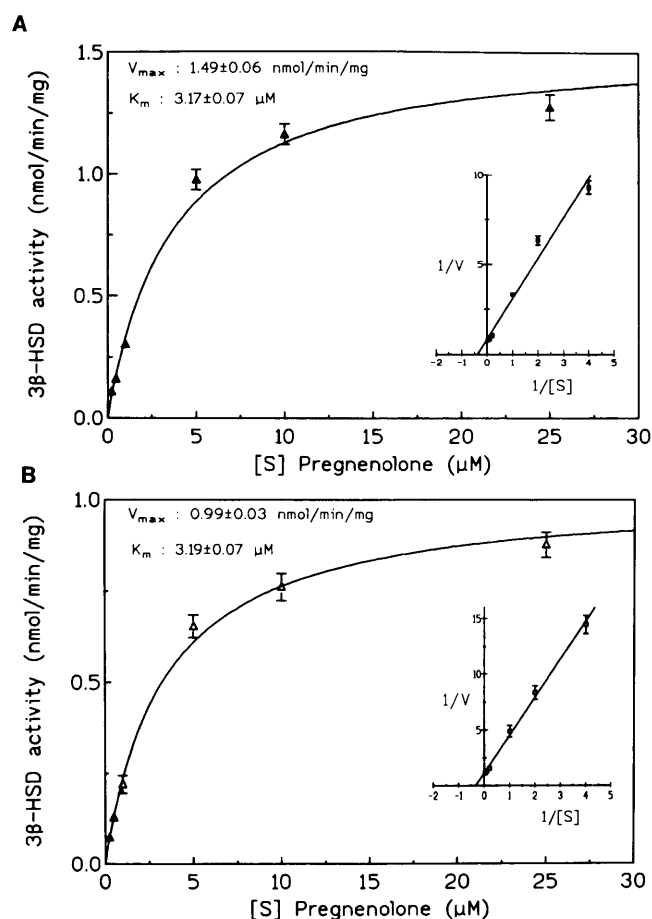 A
Vmax : 1.49±0.06 nmol/min/mg
Km : 3.17±0.07 µM
3β-HSD activity (nmol/min/mg)
1.5
1.0
0.5
0.0
10
5
1/V
-2 -1 0 1 2 3 4 5
1/[S]
0 5 10 15 20 25 30
[S] Pregnenolone (µM)
B
Vmax : 0.99±0.03 nmol/min/mg
Km : 3.19±0.07 µM
3β-HSD activity (nmol/min/mg)
1.0
0.5
0.0
15
10
5
1/V
-2 -1 0 1 2 3 4 5
1/[S]
0 5 10 15 20 25 30
[S] Pregnenolone (µM)